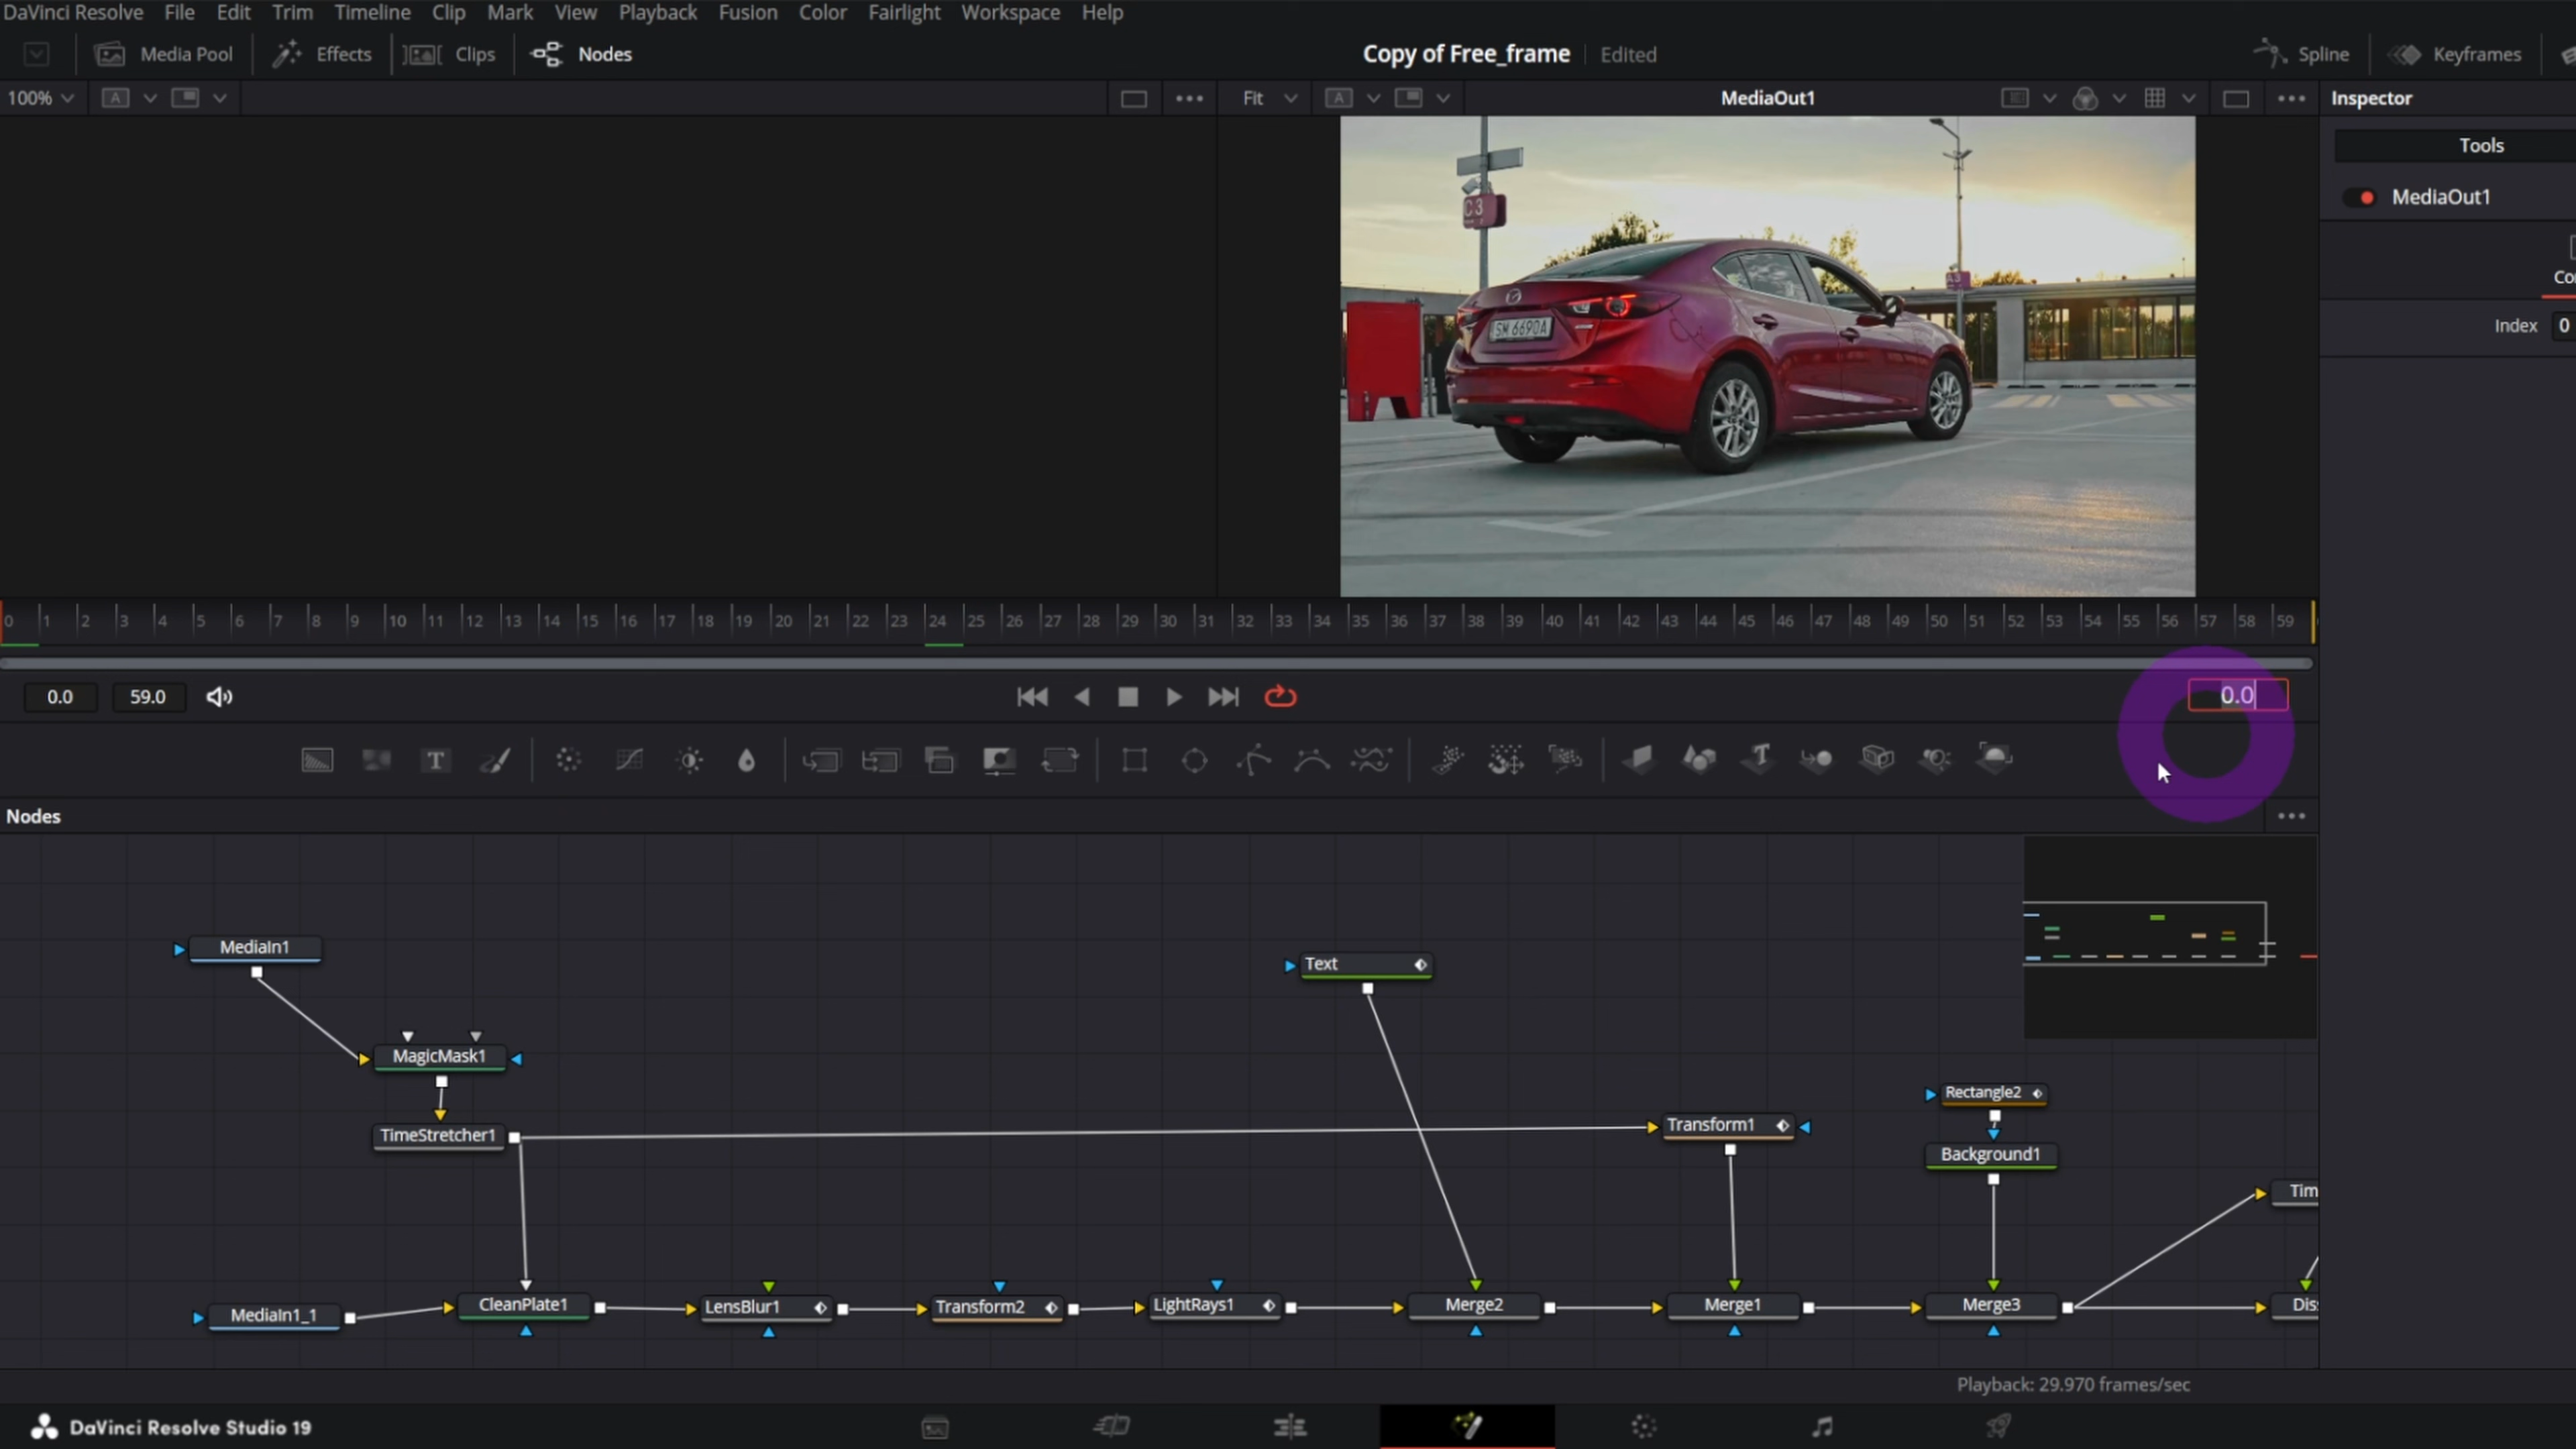 DaVinci Resolve File Edit Trim Timeline Clip Mark View Playback Fusion Color Fairlight Workspace Help
Media Pool Effects Clips Nodes Copy of Free_frame Edited Spline Keyframes
100% A Fit A MediaOut1 Inspector
Tools
MediaOut1
C3
Index 0
SM 6690A
0 1 2 3 4 5 6 7 8 9 10 11 12 13 14 15 16 17 18 19 20 21 22 23 24 25 26 27 28 29 30 31 32 33 34 35 36 37 38 39 40 41 42 43 44 45 46 47 48 49 50 51 52 53 54 55 56 57 58 59
0.0 59.0 0.0
T T
Nodes
MediaIn1
Text
MagicMask1
Rectangle2
TimeStretcher1
Transform1
Background1
Tim
MediaIn1_1
CleanPlate1
LensBlur1
Transform2
LightRays1
Merge2
Merge1
Merge3
Dis
Playback: 29.970 frames/sec
DaVinci Resolve Studio 19